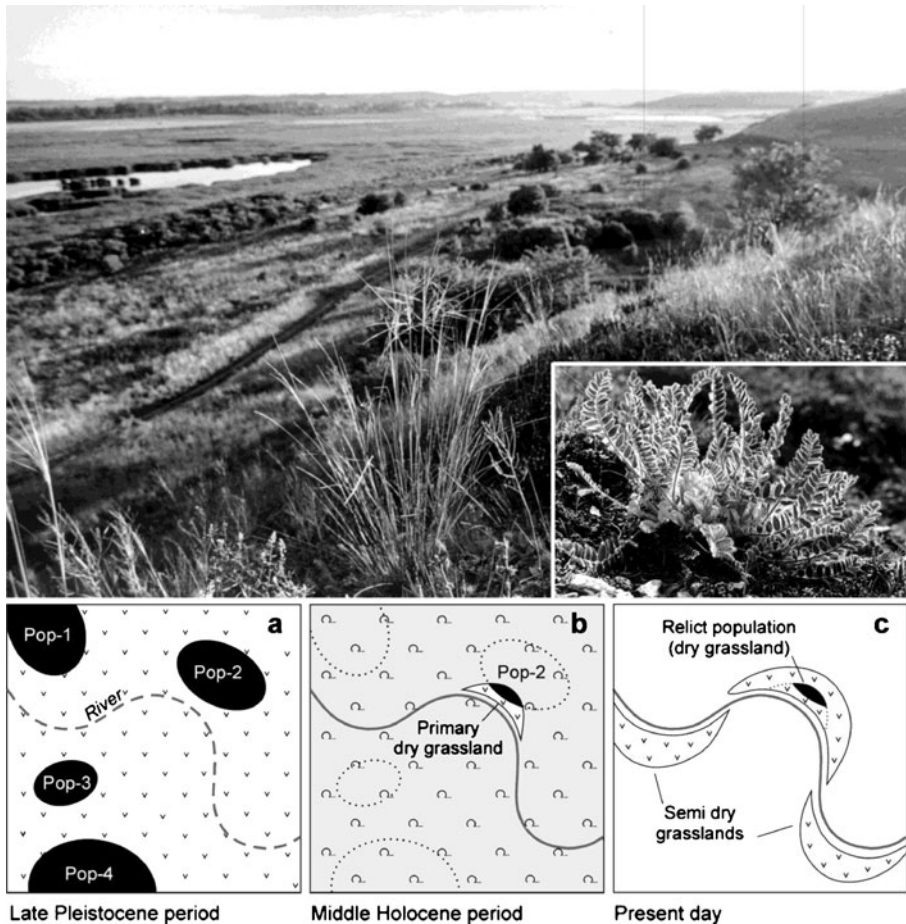 a
Pop-1
Pop-2
River
Pop-3
Pop-4
Late Pleistocene period
b
Pop-2
Primary
dry grassland
Middle Holocene period
c
Relict population
(dry grassland)
Semi dry
grasslands
Present day